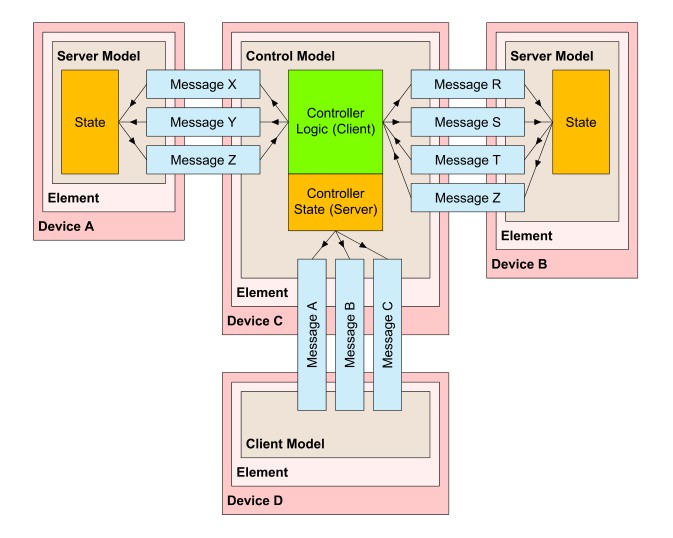 Server Model
State
Element
Device A
Message X
Message Y
Message Z
Control Model
Controller
Logic (Client)
Controller
State (Server)
Element
Device C
Message R
Message S
Message T
Message Z
Server Model
State
Element
Device B
Message A
Message B
Message C
Client Model
Element
Device D